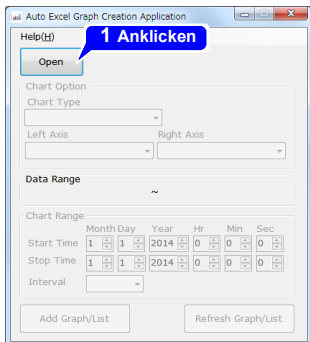 Auto Excel Graph Creation Application
Help(H)
1 Anklicken
Open
Chart Option
Chart Type
Left Axis Right Axis
Data Range
~
Chart Range
Month Day Year Hr Min Sec
Start Time 1 1 2014 0 0 0
Stop Time 1 1 2014 0 0 0
Interval
Add Graph/List Refresh Graph/List